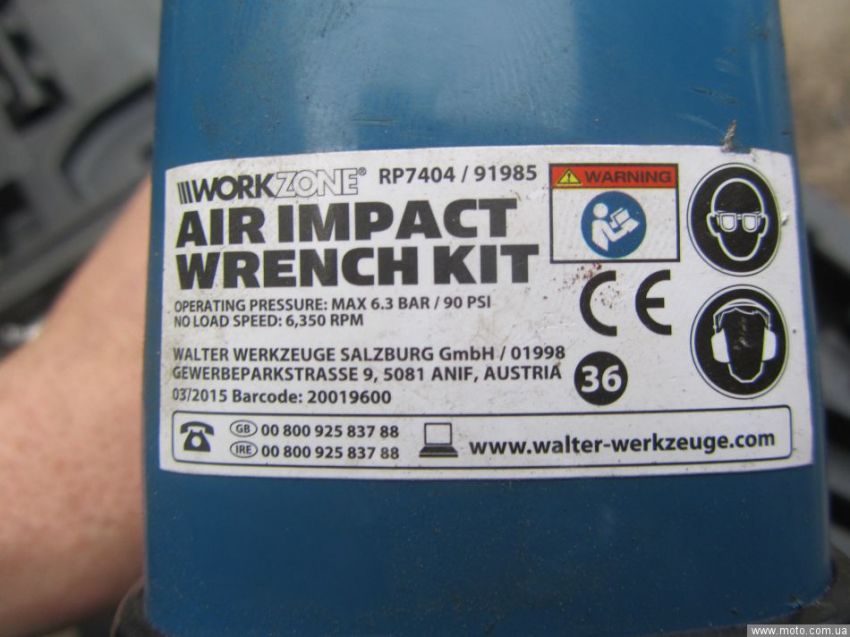 WORKZONE® RP7404 / 91985
WARNING
AIR IMPACT
WRENCH KIT
OPERATING PRESSURE: MAX 6.3 BAR / 90 PSI
NO LOAD SPEED: 6,350 RPM
CE
WALTER WERKZEUGE SALZBURG GmbH / 01998
GEWERBEPARKSTRASSE 9, 5081 ANIF, AUSTRIA
36
03/2015 Barcode: 20019600
GB 00 800 925 837 88
IRE 00 800 925 837 88
www.walter-werkzeuge.com
www.moto.com.ua